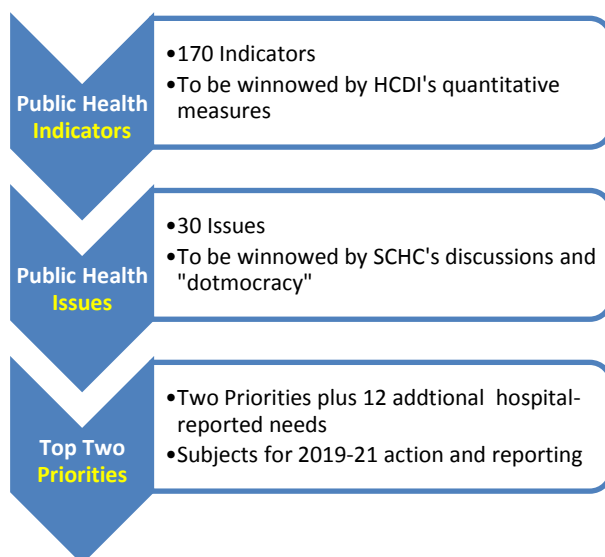 Public Health
Indicators
•170 Indicators
•To be winnowed by HCDI's quantitative
measures
Public Health
Issues
•30 Issues
•To be winnowed by SCHC's discussions and
"dotmocracy"
Top Two
Priorities
•Two Priorities plus 12 addtional hospital-
reported needs
•Subjects for 2019-21 action and reporting